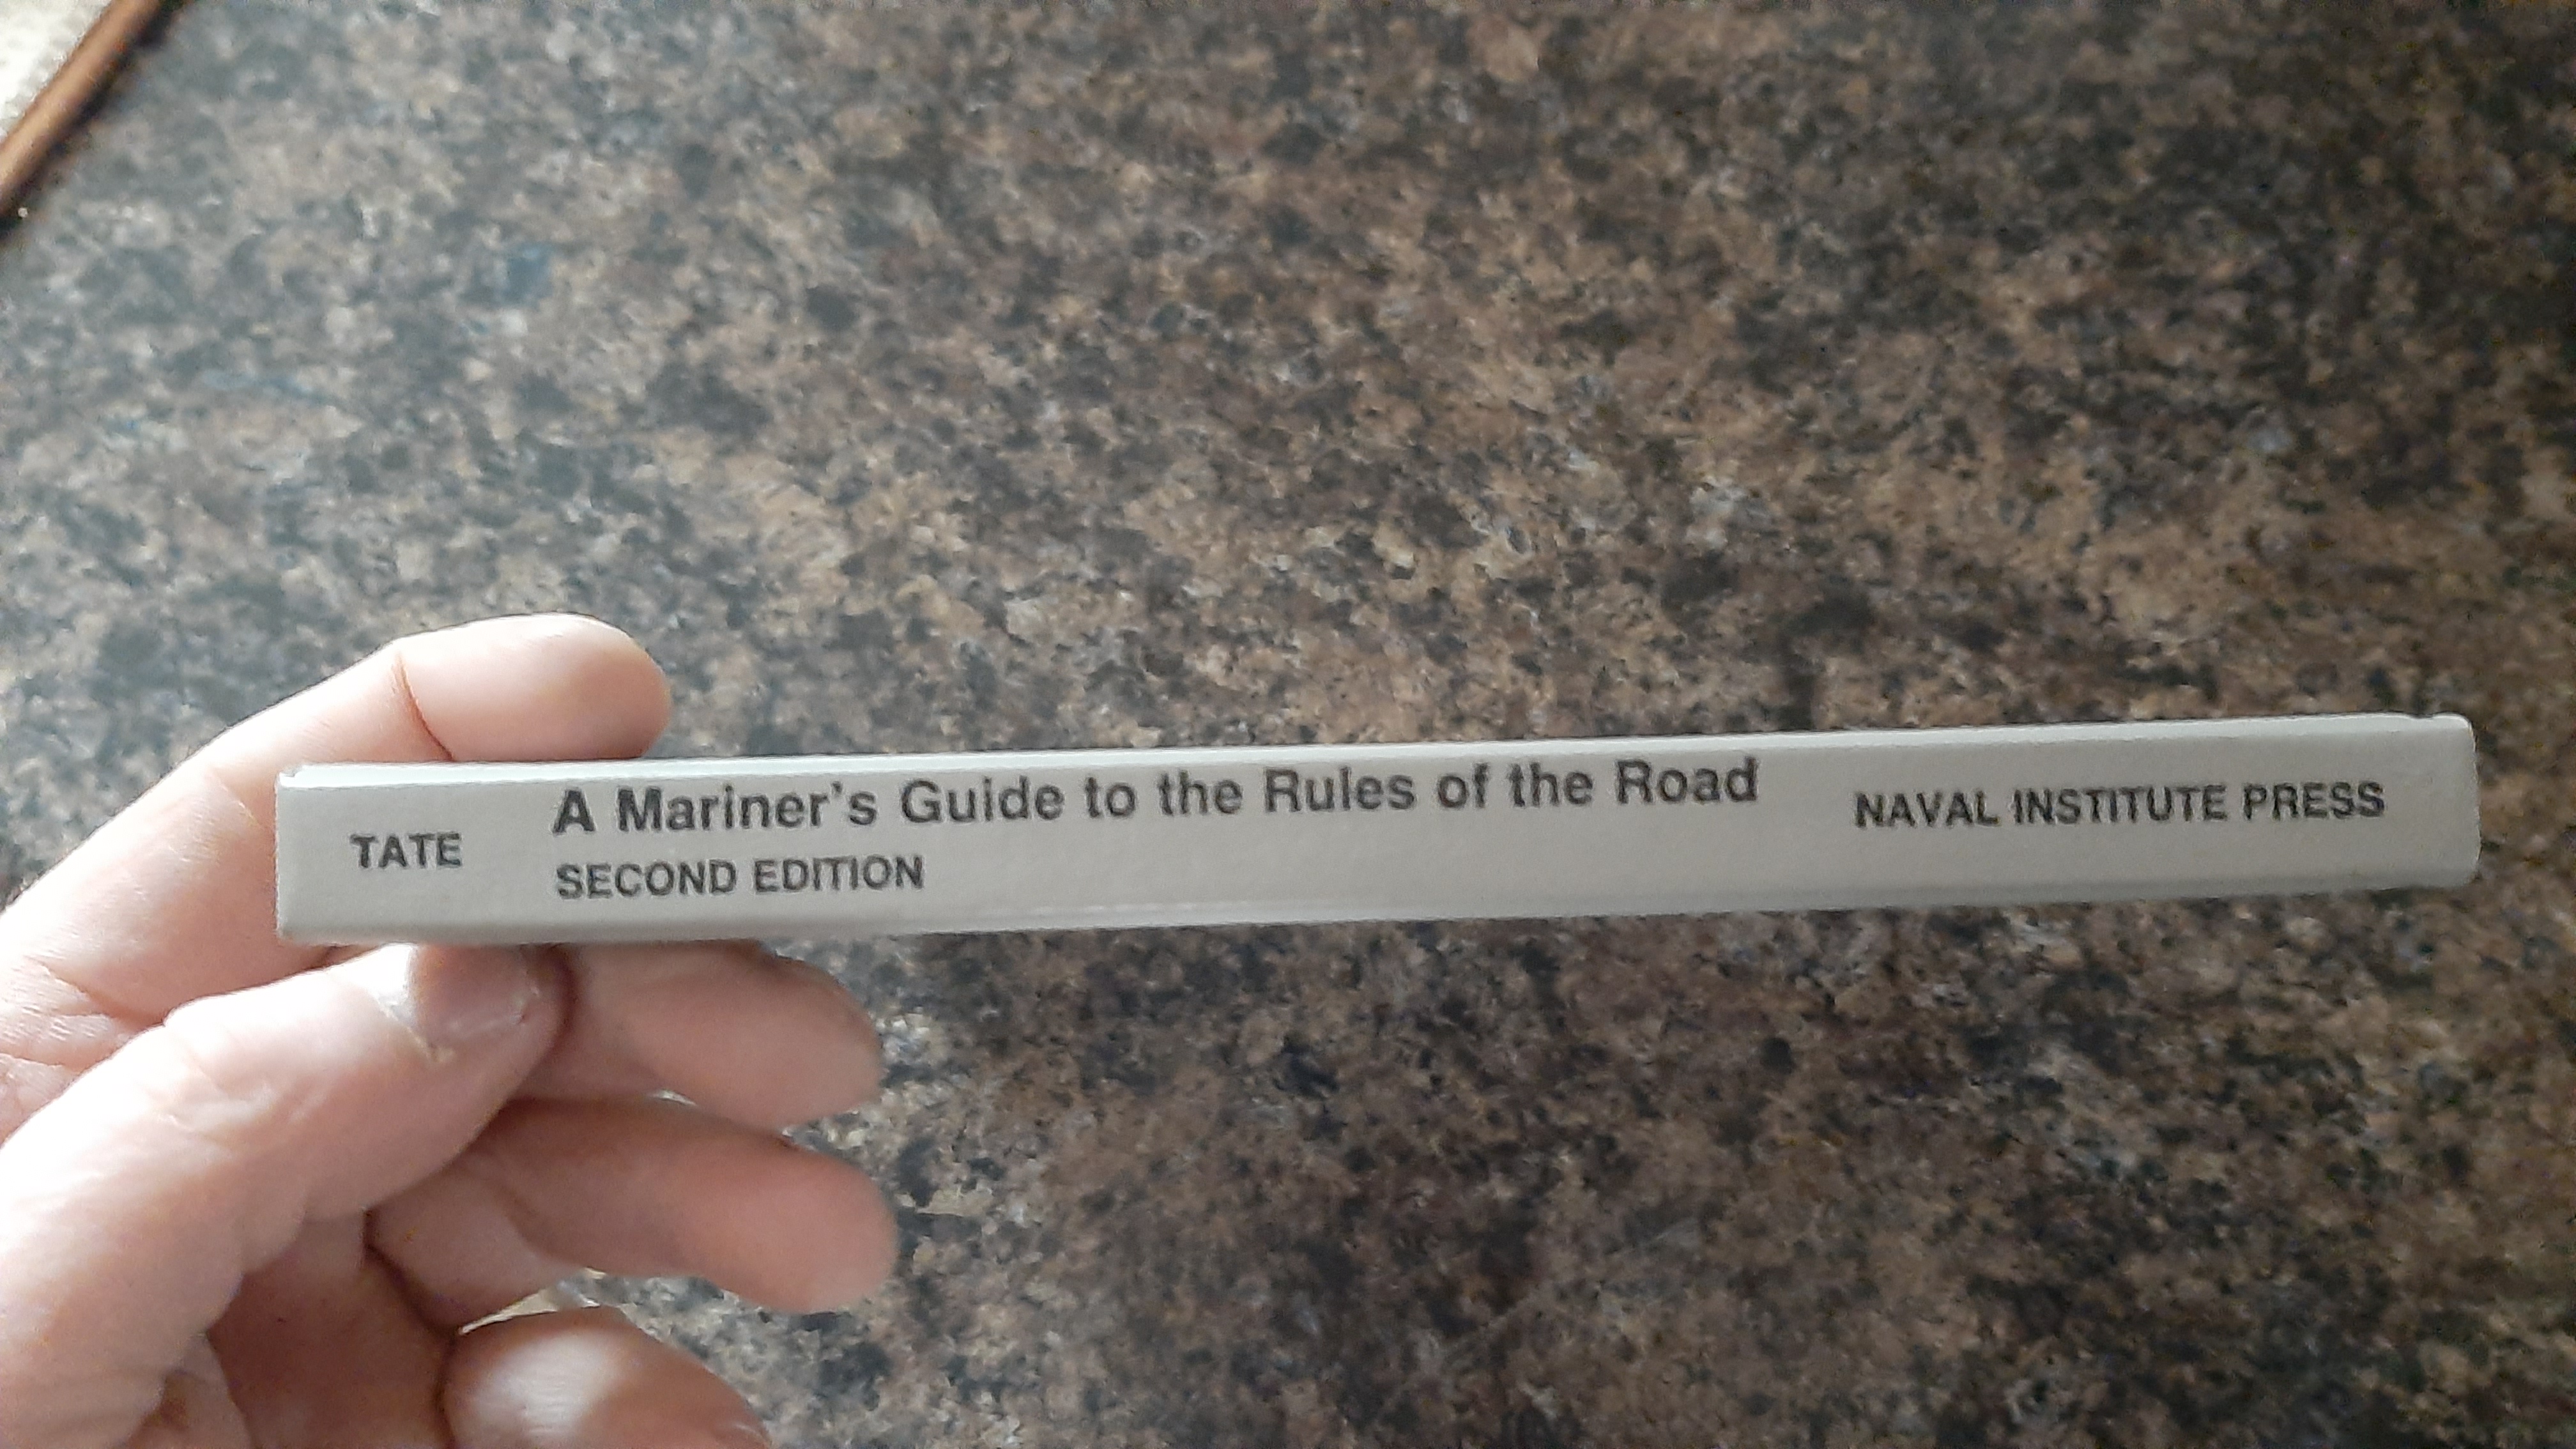 TATE
A Mariner's Guide to the Rules of the Road
SECOND EDITION
NAVAL INSTITUTE PRESS